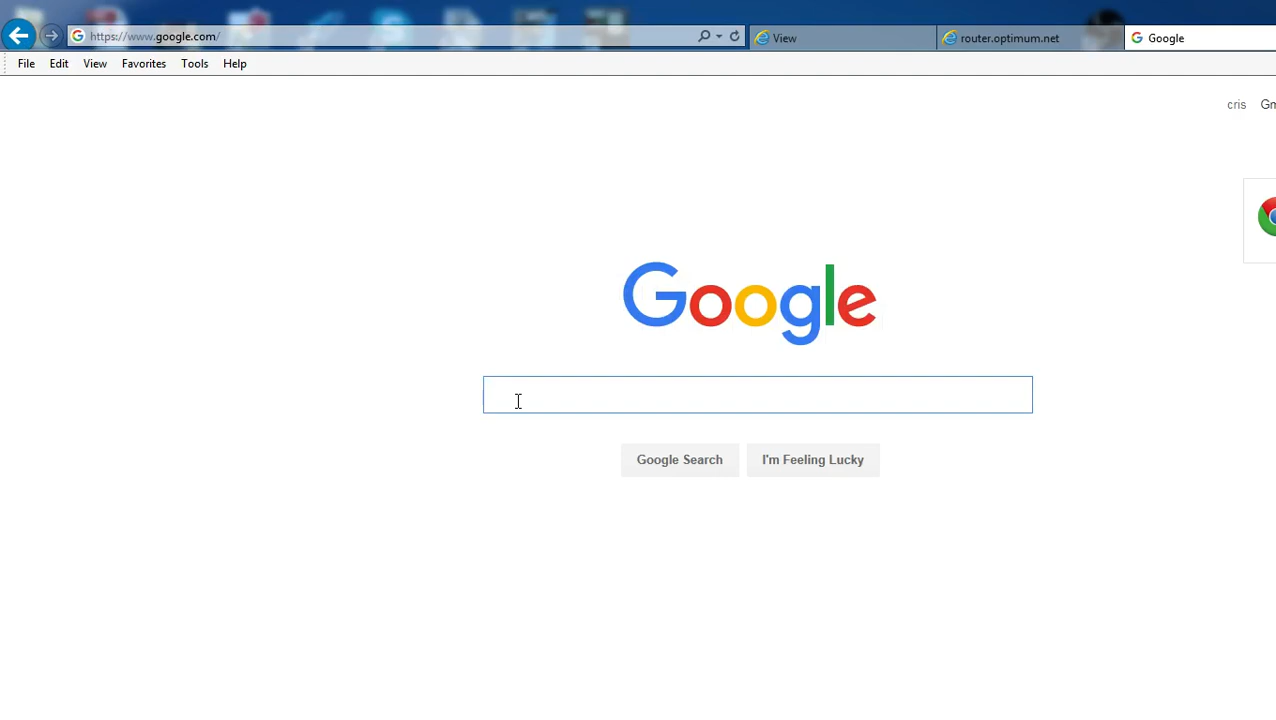 https://www.google.com/
View
router.optimum.net
Google
File Edit View Favorites Tools Help
cris
Google
Google Search I'm Feeling Lucky